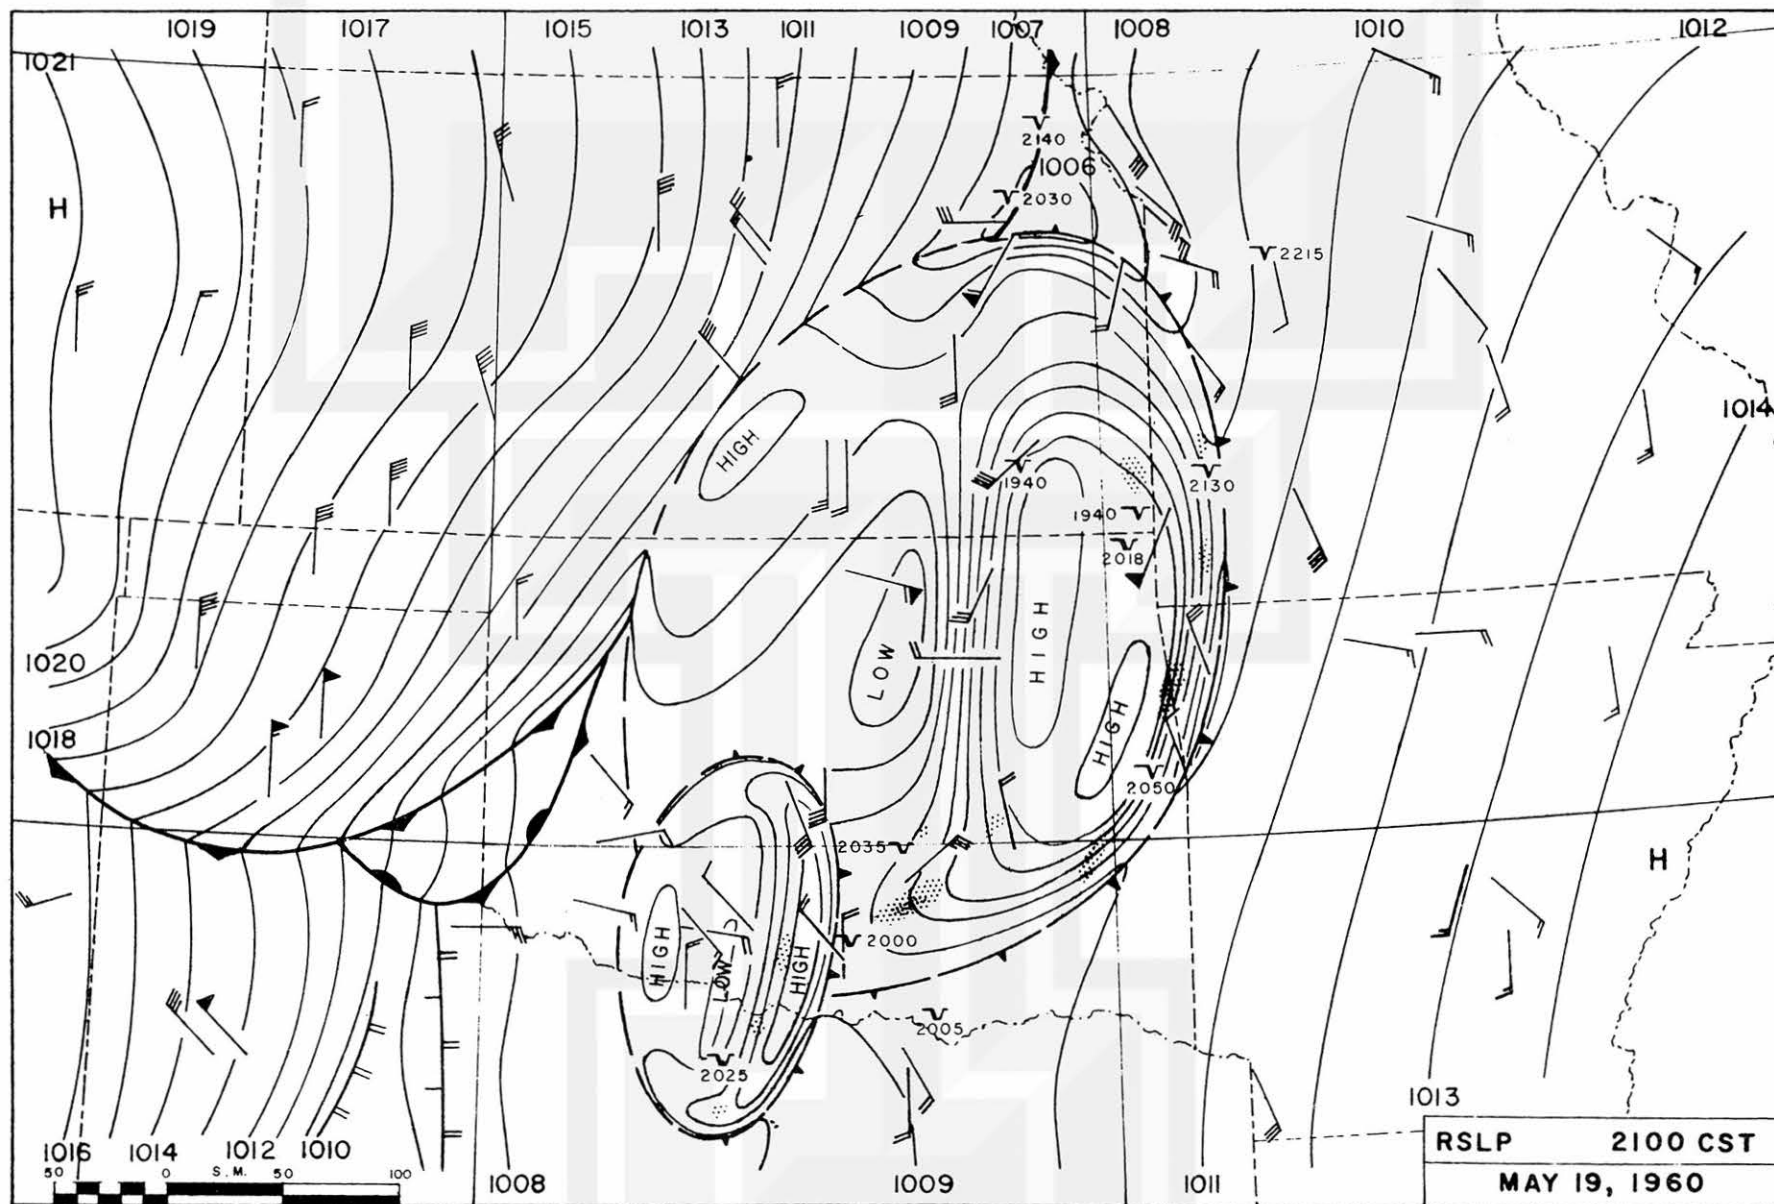 1019 1017 1015 1013 1011 1009 1007 1008 1010 1012
1021
2140
1006
H
2030
2215
1014
HIGH
1940
2130
1940
2018
HIGH
LOW
1020
HIGH
1018
2050
2035
H
2000
HIGH
LOW
HIGH
2005
2025
1013
RSLP 2100 CST
1016 1014 1012 1010
50 0 S. M. 50 100
1008 1009 1011
MAY 19, 1960